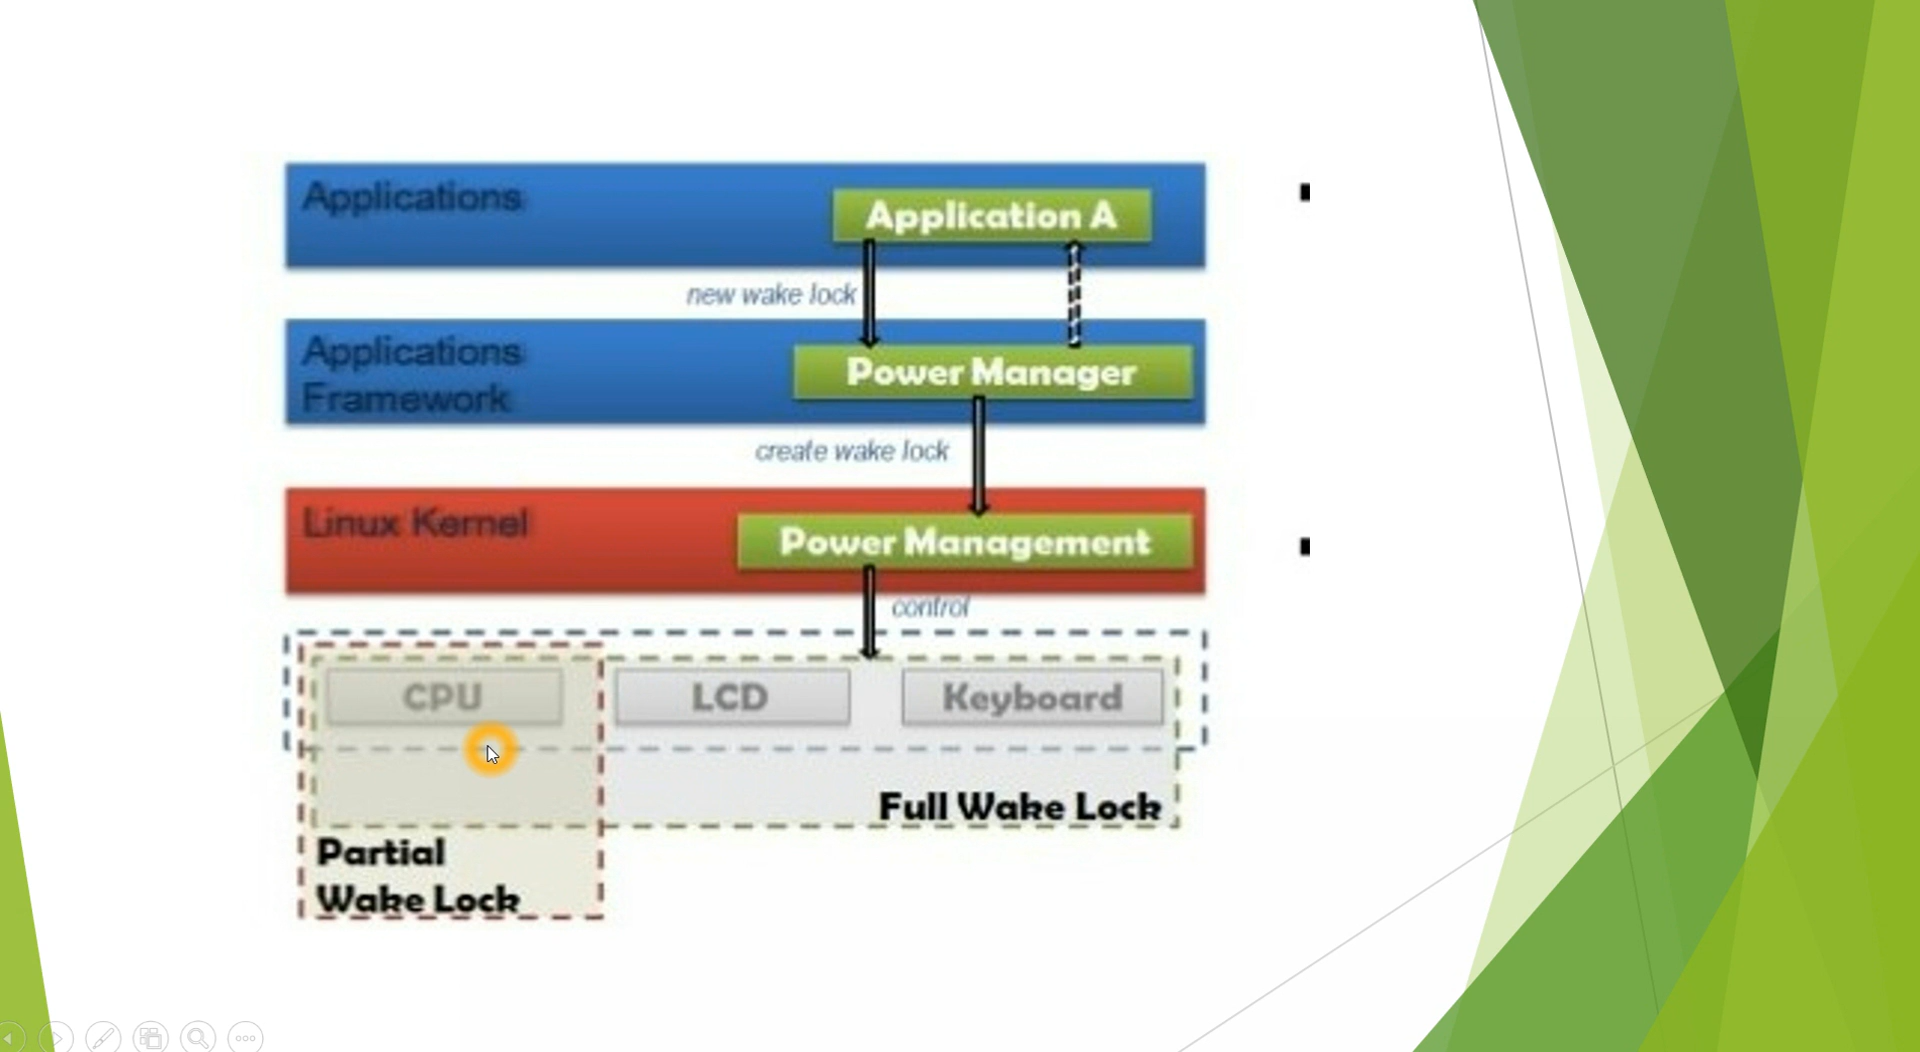 Applications
Application A
new wake lock
Applications
Framework
Power Manager
create wake lock
Linux Kernel
Power Management
control
CPU
LCD
Keyboard
Full Wake Lock
Partial
Wake Lock